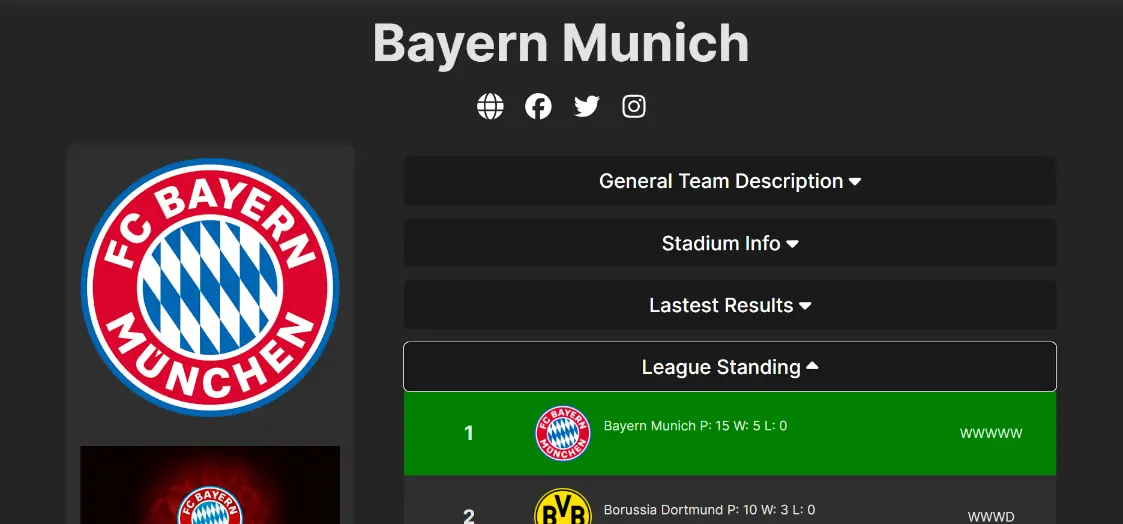 Bayern Munich
FC BAYERN
MÜNCHEN
FC BAYERN
General Team Description
Stadium Info
Lastest Results
League Standing
1
FC BAYERN
MÜNCHEN
Bayern Munich P: 15 W: 5 L: 0
WWWWW
2
BVB
Borussia Dortmund P: 10 W: 3 L: 0
WWWD